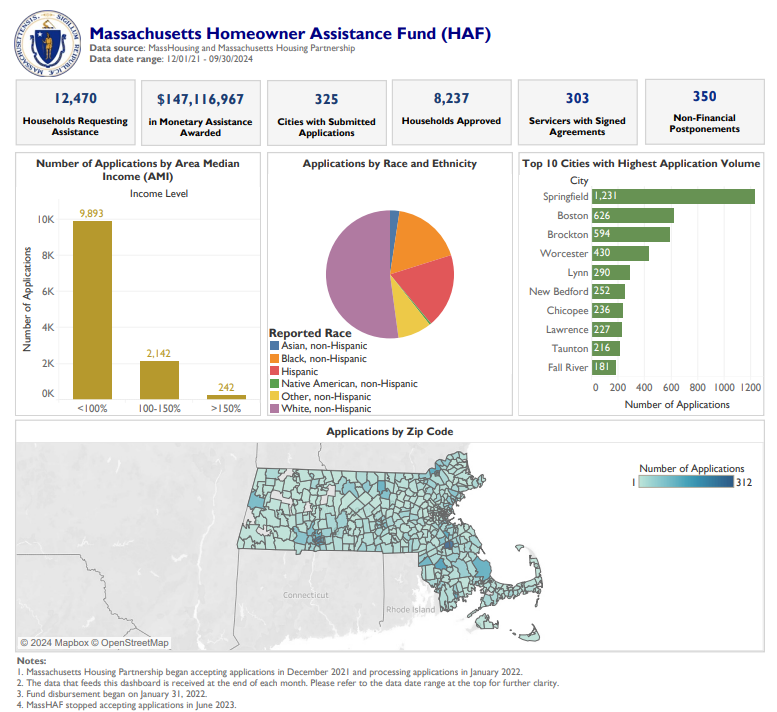 Massachusetts Homeowner Assistance Fund (HAF)
Data source: MassHousing and Massachusetts Housing Partnership
Data date range: 12/01/21 - 09/30/2024
12,470
Households Requesting
Assistance
$147,116,967
in Monetary Assistance
Awarded
325
Cities with Submitted
Applications
8,237
Households Approved
303
Servicers with Signed
Agreements
350
Non-Financial
Postponements
Number of Applications by Area Median
Income (AMI)
Income Level
Number of Applications
10K
8K
6K
4K
2K
0K
9,893
2,142
242
<100%
100-150%
>150%
Applications by Race and Ethnicity
Reported Race
Asian, non-Hispanic
Black, non-Hispanic
Hispanic
Native American, non-Hispanic
Other, non-Hispanic
White, non-Hispanic
Top 10 Cities with Highest Application Volume
City
Springfield 1,231
Boston 626
Brockton 594
Worcester 430
Lynn 290
New Bedford 252
Chicopee 236
Lawrence 227
Taunton 216
Fall River 181
0 200 400 600 800 1000 1200
Number of Applications
Applications by Zip Code
Number of Applications
1 312
Connecticut
Rhode Island
© 2024 Mapbox © OpenStreetMap
Notes:
1. Massachusetts Housing Partnership began accepting applications in December 2021 and processing applications in January 2022.
2. The data that feeds this dashboard is received at the end of each month. Please refer to the data date range at the top for further clarity.
3. Fund disbursement began on January 31, 2022.
4. MassHAF stopped accepting applications in June 2023.